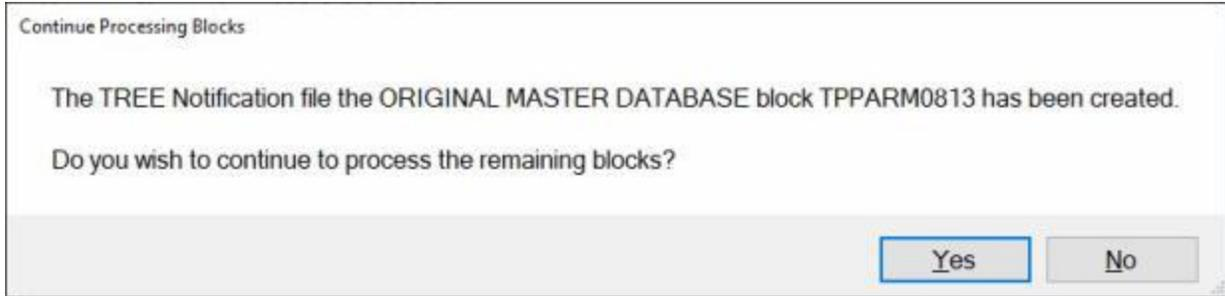 Continue Processing Blocks
The TREE Notification file the ORIGINAL MASTER DATABASE block TPPARM0813 has been created.
Do you wish to continue to process the remaining blocks?
Yes No